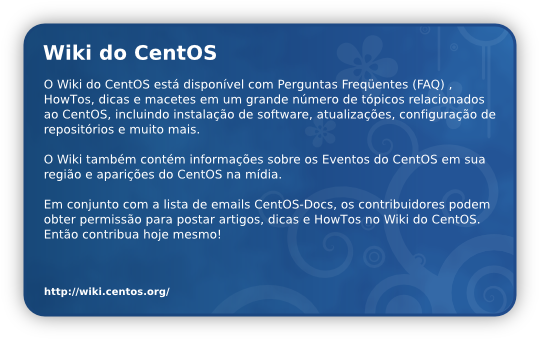 Wiki do CentOS
O Wiki do CentOS está disponível com Perguntas Freqüentes (FAQ) ,
HowTos, dicas e macetes em um grande número de tópicos relacionados
ao CentOS, incluindo instalação de software, atualizações, configuração de
repositórios e muito mais.
O Wiki também contém informações sobre os Eventos do CentOS em sua
região e aparições do CentOS na mídia.
Em conjunto com a lista de emails CentOS-Docs, os contribuidores podem
obter permissão para postar artigos, dicas e HowTos no Wiki do CentOS.
Então contribua hoje mesmo!
http://wiki.centos.org/